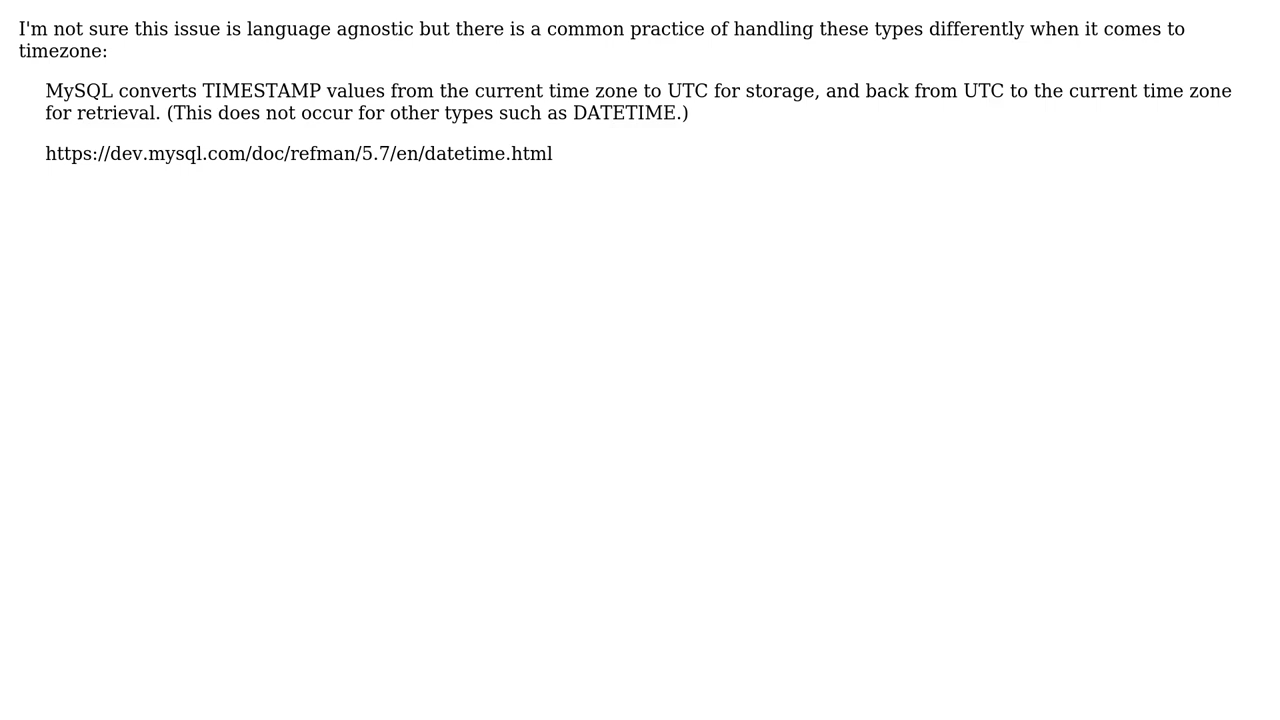 I'm not sure this issue is language agnostic but there is a common practice of handling these types differently when it comes to
timezone:
MySQL converts TIMESTAMP values from the current time zone to UTC for storage, and back from UTC to the current time zone
for retrieval. (This does not occur for other types such as DATETIME.)
https://dev.mysql.com/doc/refman/5.7/en/datetime.html